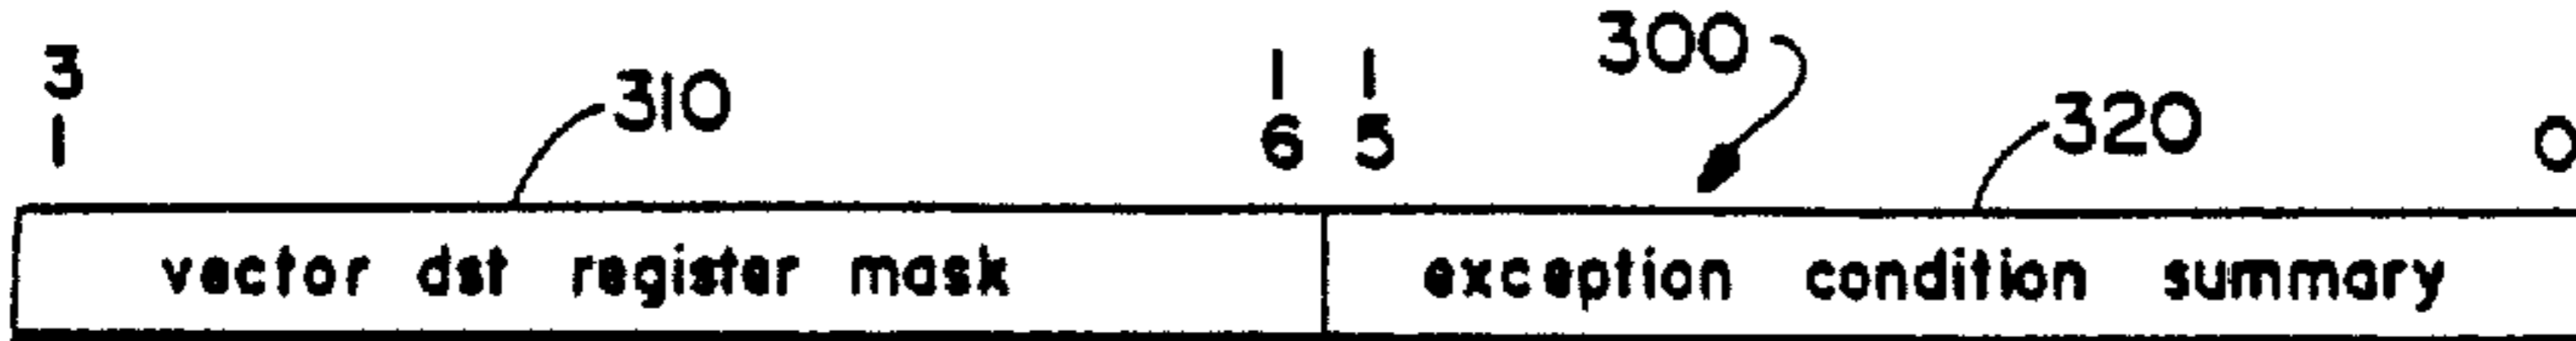 3 1 1 300
1 310 6 5 320 0
vector dst register mask exception condition summary